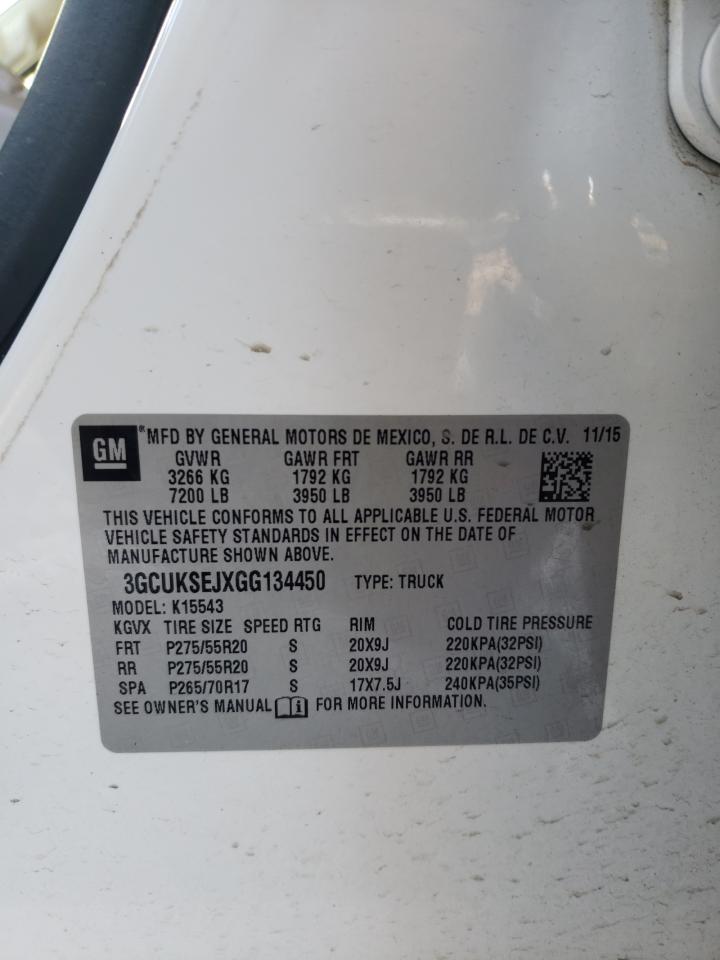 GM ® MFD BY GENERAL MOTORS DE MEXICO, S. DE R.L. DE C.V. 11/15
GVWR GAWR FRT GAWR RR
3266 KG 1792 KG 1792 KG
7200 LB 3950 LB 3950 LB
THIS VEHICLE CONFORMS TO ALL APPLICABLE U.S. FEDERAL MOTOR
VEHICLE SAFETY STANDARDS IN EFFECT ON THE DATE OF
MANUFACTURE SHOWN ABOVE.
3GCUKSEJXGG134450 TYPE: TRUCK
MODEL: K15543
KGVX TIRE SIZE SPEED RTG RIM COLD TIRE PRESSURE
FRT P275/55R20 S 20X9J 220KPA(32PSI)
RR P275/55R20 S 20X9J 220KPA(32PSI)
SPA P265/70R17 S 17X7.5J 240KPA(35PSI)
SEE OWNER'S MANUAL i FOR MORE INFORMATION.